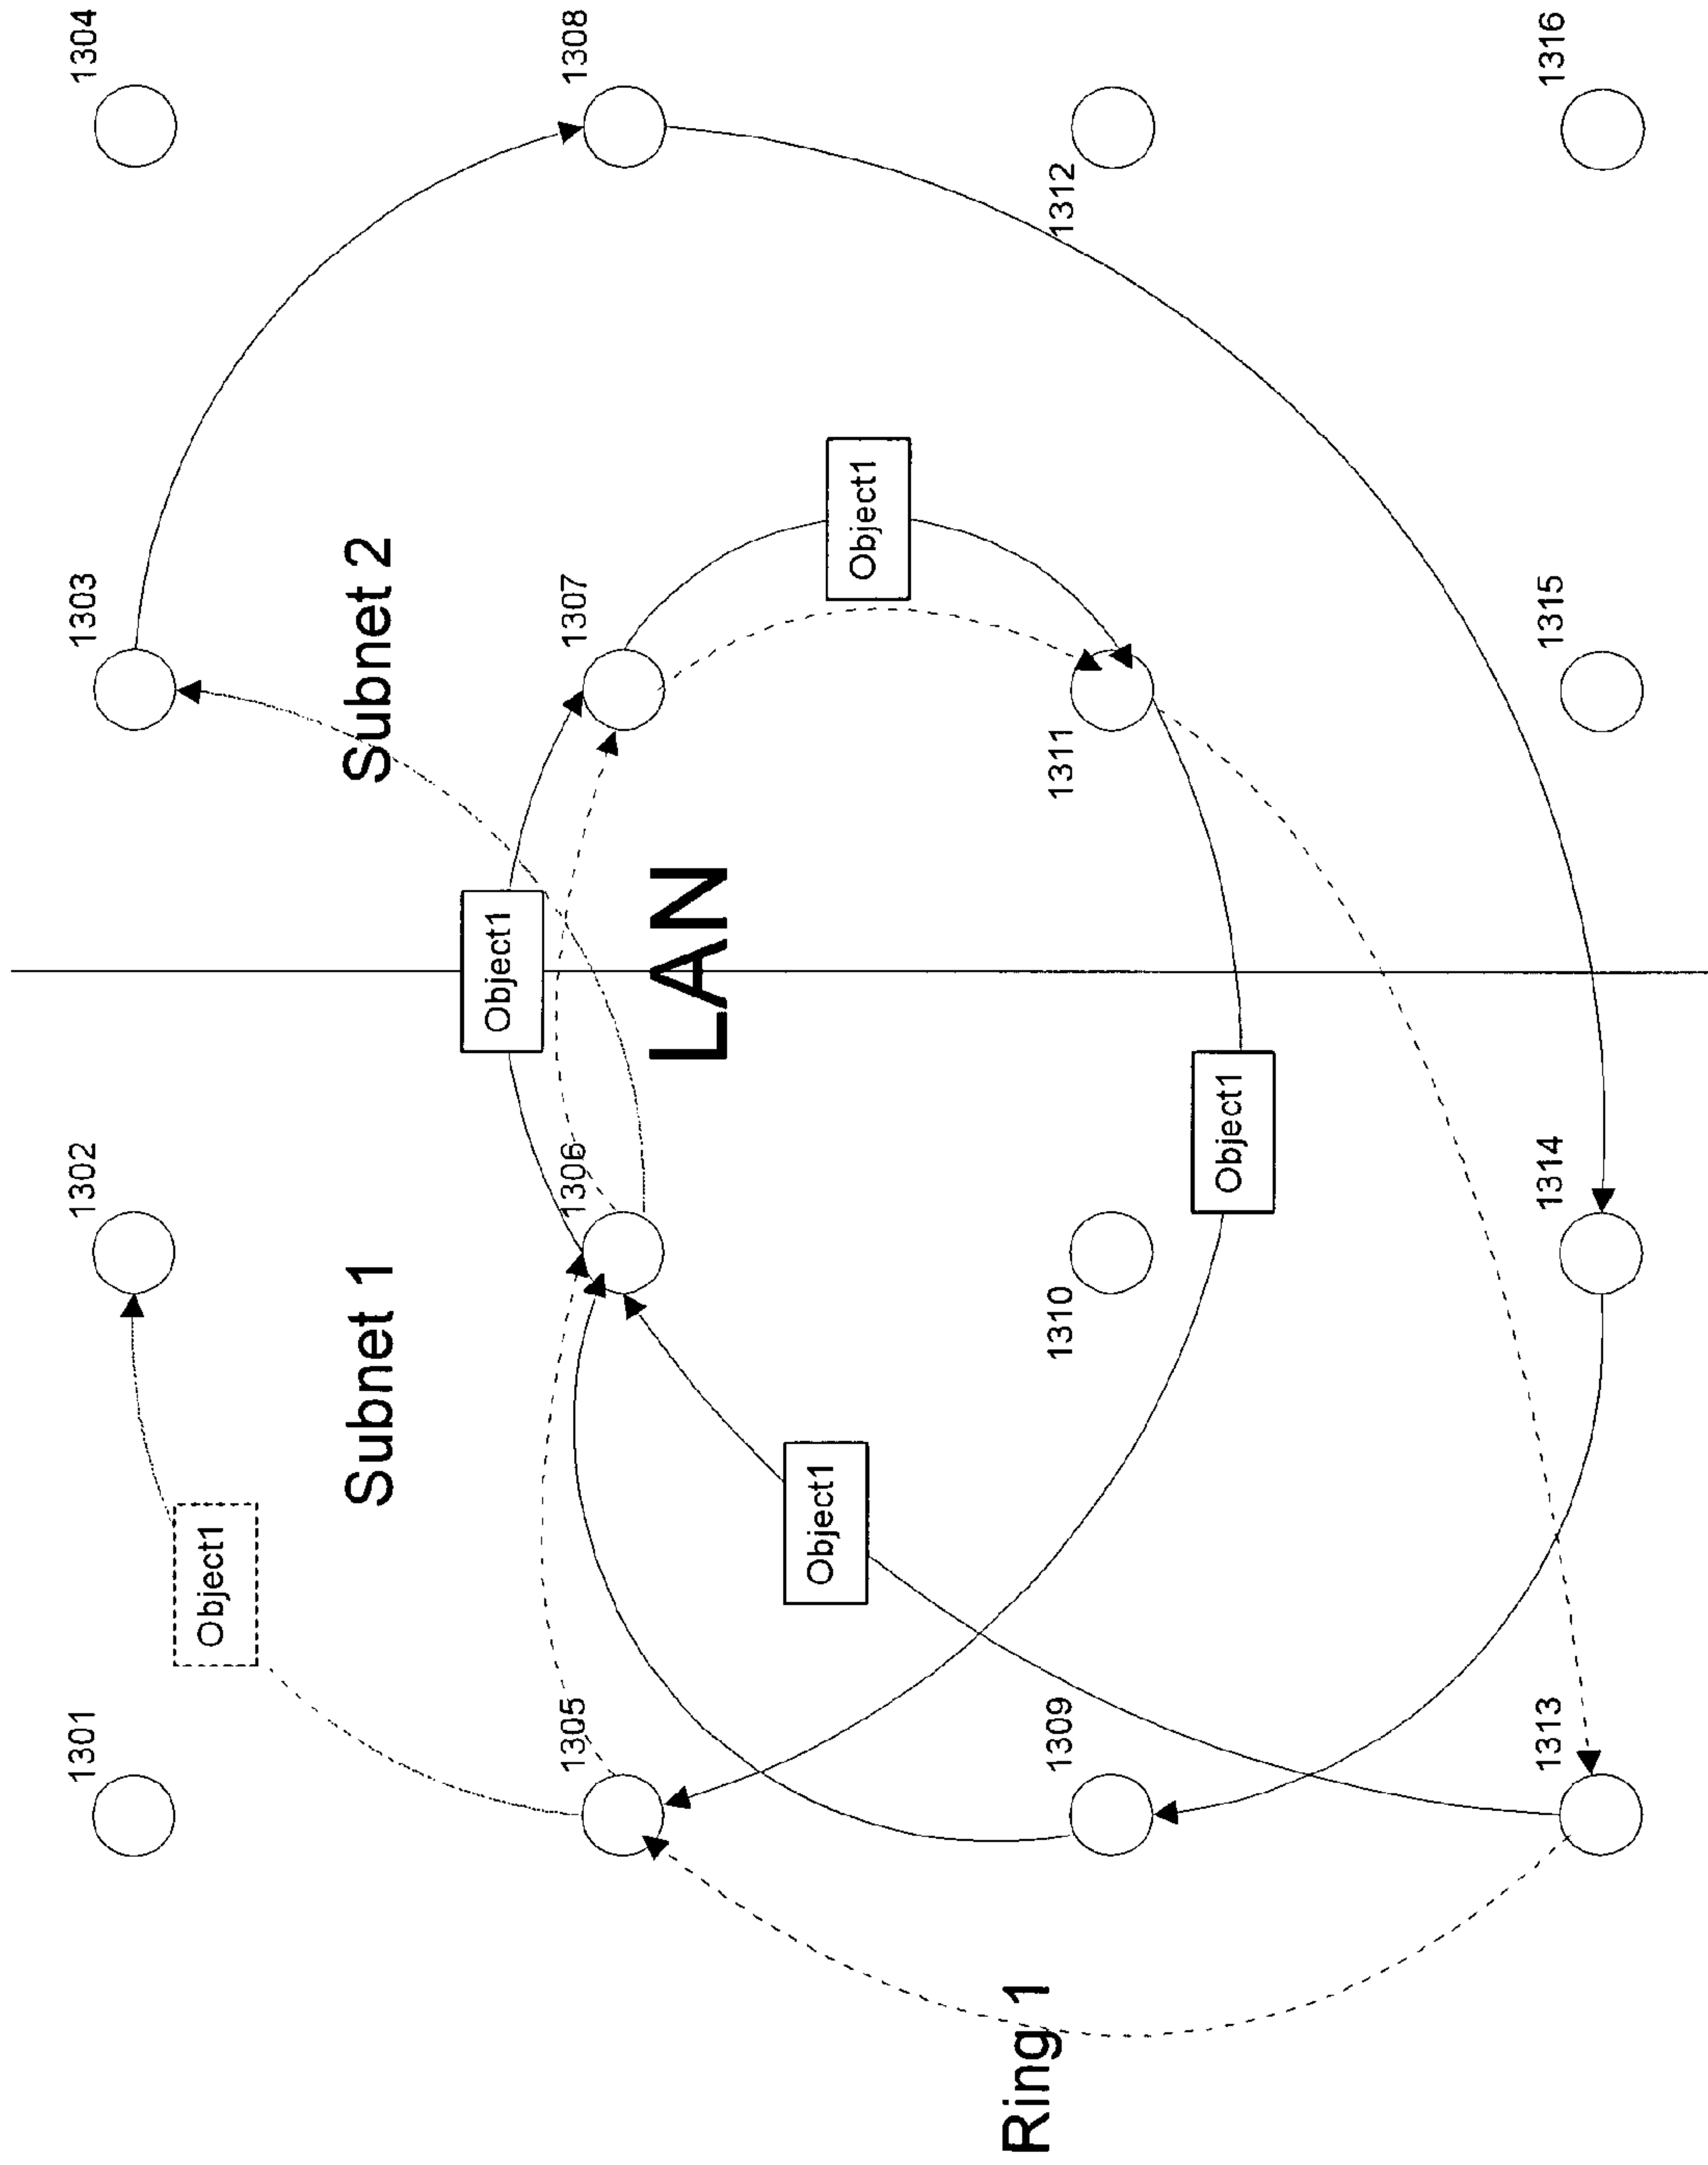 1301
1302
1303
1304
Object1
Subnet 1
Subnet 2
Object1
1305
1306
1307
1308
LAN
Object1
Object1
Ring 1
1309
1310
1311
1312
Object1
1313
1314
1315
1316